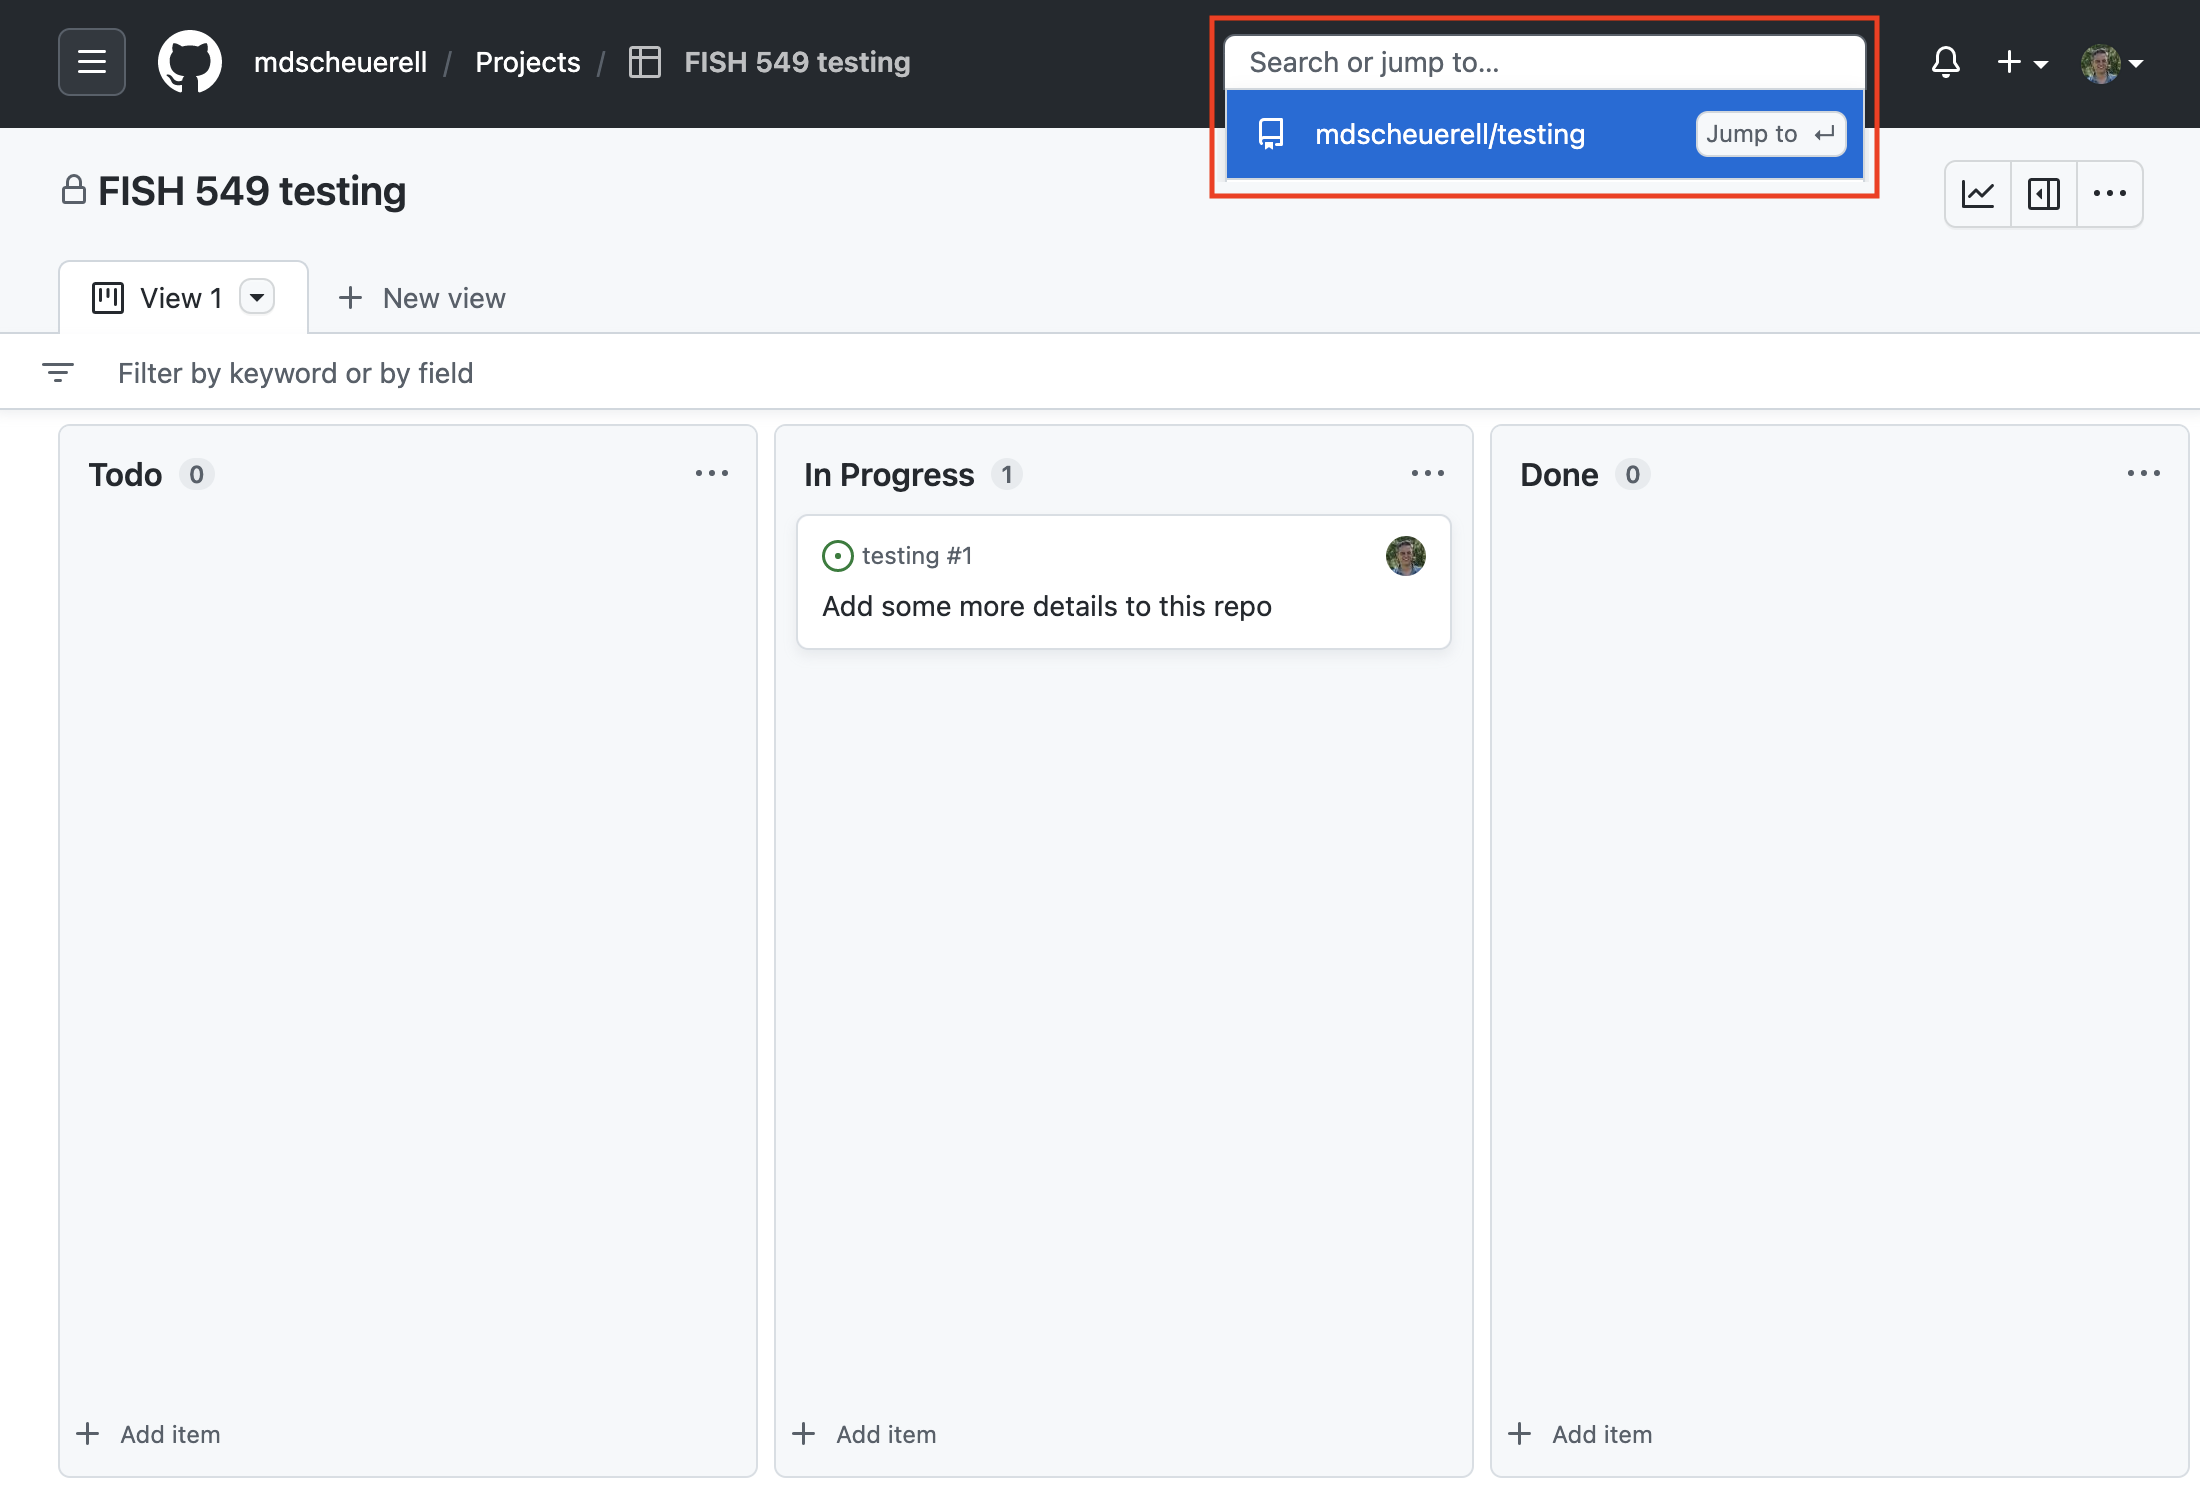 mdscheuerell / Projects / FISH 549 testing
Search or jump to...
mdscheuerell/testing Jump to ↵
FISH 549 testing
View 1
New view
Filter by keyword or by field
Todo 0
In Progress 1
testing #1
Add some more details to this repo
Done 0
Add item
Add item
Add item